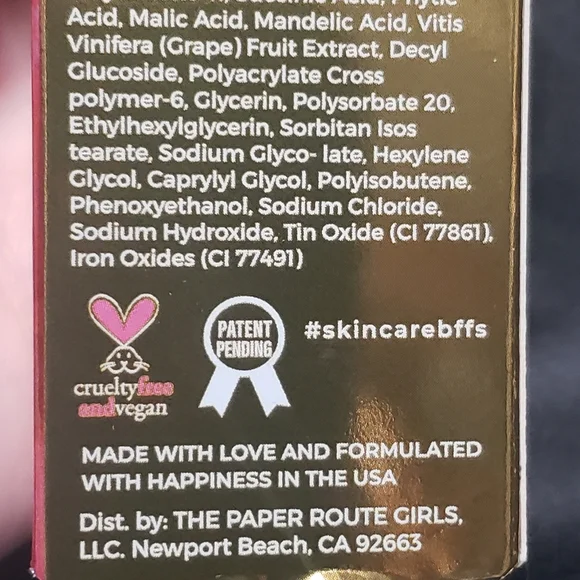 Acid, Malic Acid, Mandelic Acid, Vitis
Vinifera (Grape) Fruit Extract, Decyl
Glucoside, Polyacrylate Cross
polymer-6, Glycerin, Polysorbate 20,
Ethylhexylglycerin, Sorbitan Isos
tearate, Sodium Glyco- late, Hexylene
Glycol, Caprylyl Glycol, Polyisobutene,
Phenoxyethanol, Sodium Chloride,
Sodium Hydroxide, Tin Oxide (CI 77861),
Iron Oxides (CI 77491)
PATENT
PENDING
#skincarebffs
crueltyfree
andvegan
MADE WITH LOVE AND FORMULATED
WITH HAPPINESS IN THE USA
Dist. by: THE PAPER ROUTE GIRLS,
LLC. Newport Beach, CA 92663